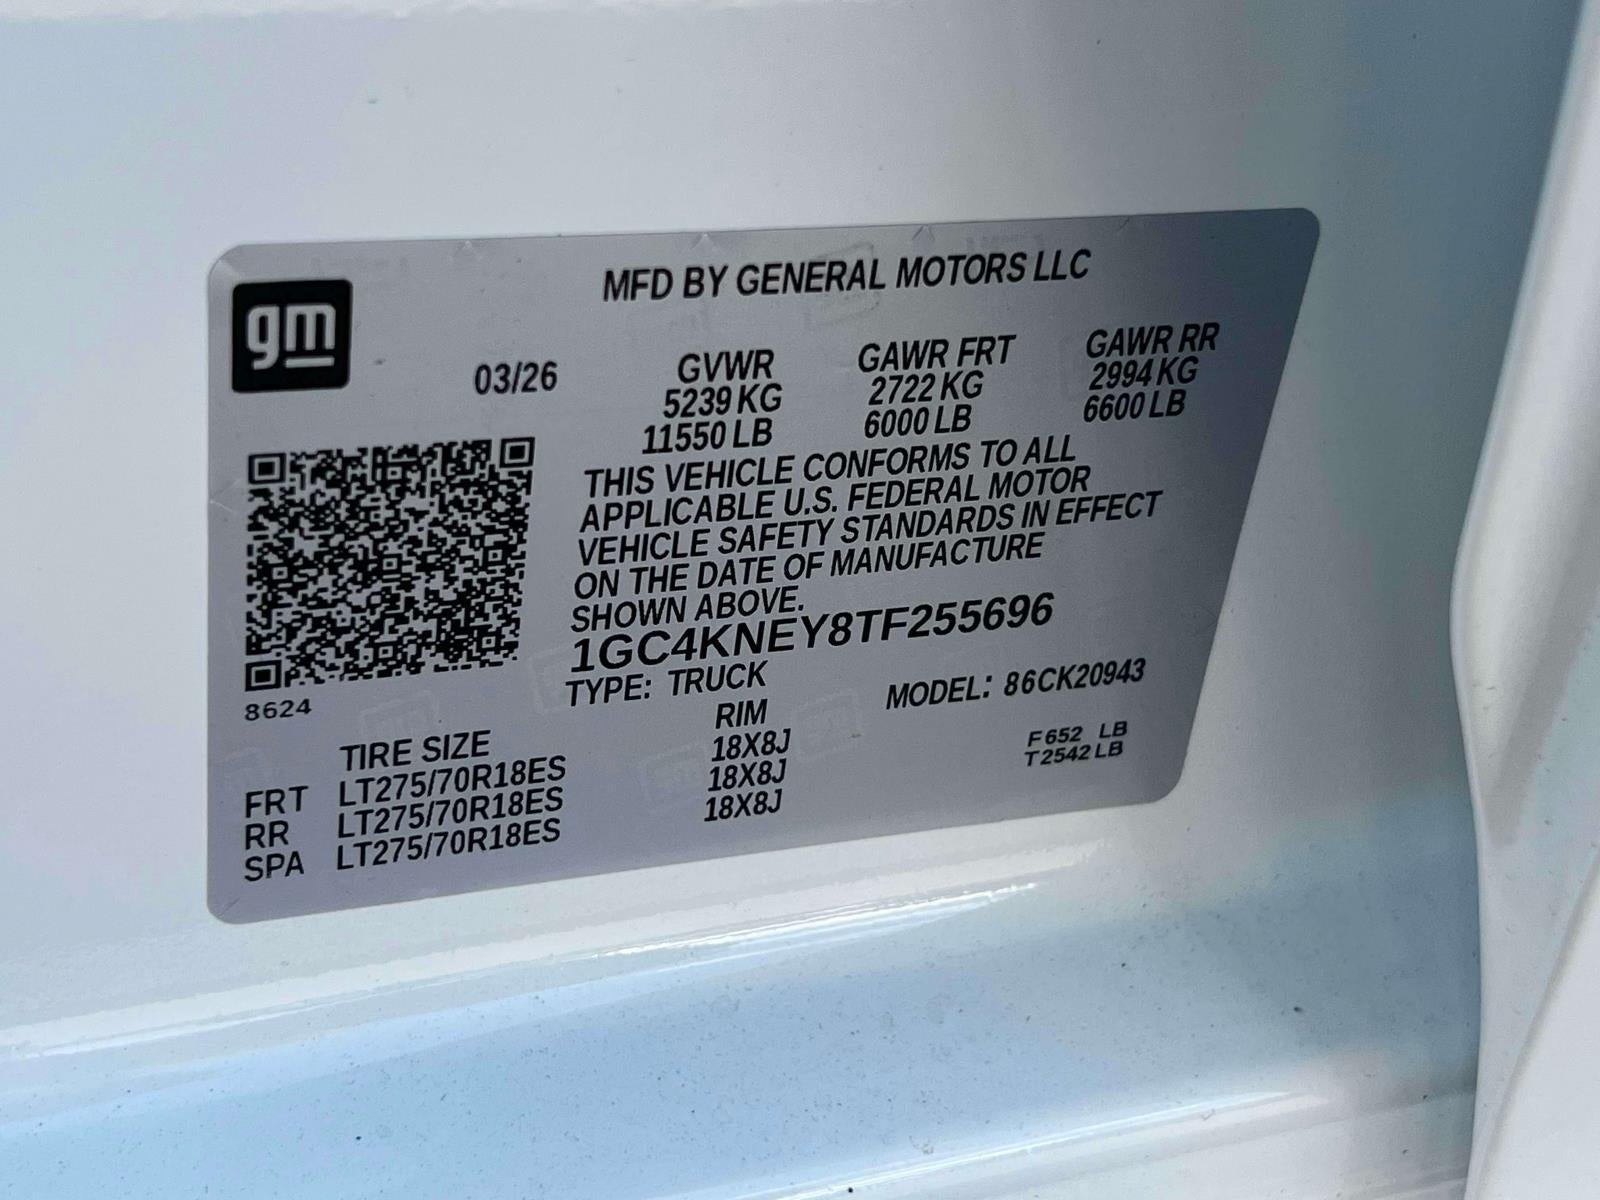 gm
MFD BY GENERAL MOTORS LLC
03/26
GVWR GAWR FRT GAWR RR
5239 KG 2722 KG 2994 KG
11550 LB 6000 LB 6600 LB
THIS VEHICLE CONFORMS TO ALL
APPLICABLE U.S. FEDERAL MOTOR
VEHICLE SAFETY STANDARDS IN EFFECT
ON THE DATE OF MANUFACTURE
SHOWN ABOVE.
1GC4KNEY8TF255696
TYPE: TRUCK MODEL: 86CK20943
8624
TIRE SIZE RIM
FRT LT275/70R18ES 18X8J
RR LT275/70R18ES 18X8J
SPA LT275/70R18ES 18X8J
F 652 LB
T 2542 LB